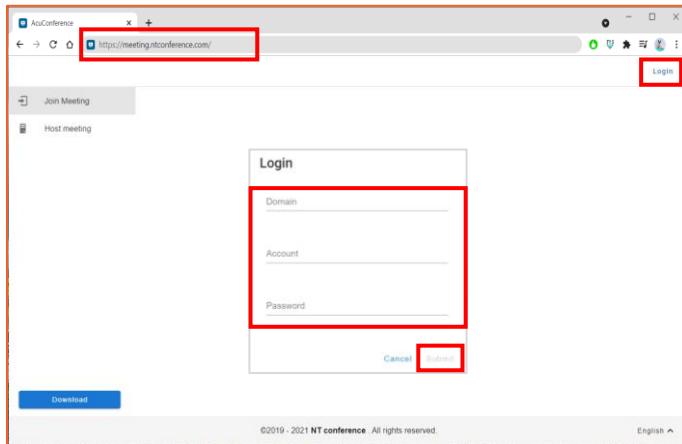 AcuConference
https://meeting.ntconference.com/
Login
Join Meeting
Host meeting
Login
Domain
Account
Password
Cancel Submit
Download
©2019 - 2021 NT conference . All rights reserved.
English